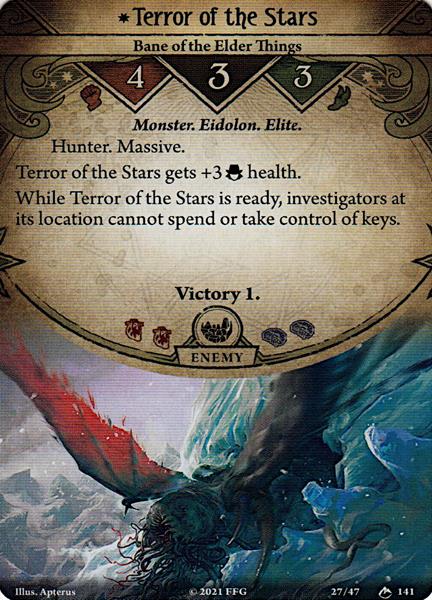 Terror of the Stars
Bane of the Elder Things
4 3 3
Monster. Eidolon. Elite.
Hunter. Massive.
Terror of the Stars gets +3 health.
While Terror of the Stars is ready, investigators at
its location cannot spend or take control of keys.
Victory 1.
ENEMY
Illus. Apterus © 2021 FFG 27/47 141